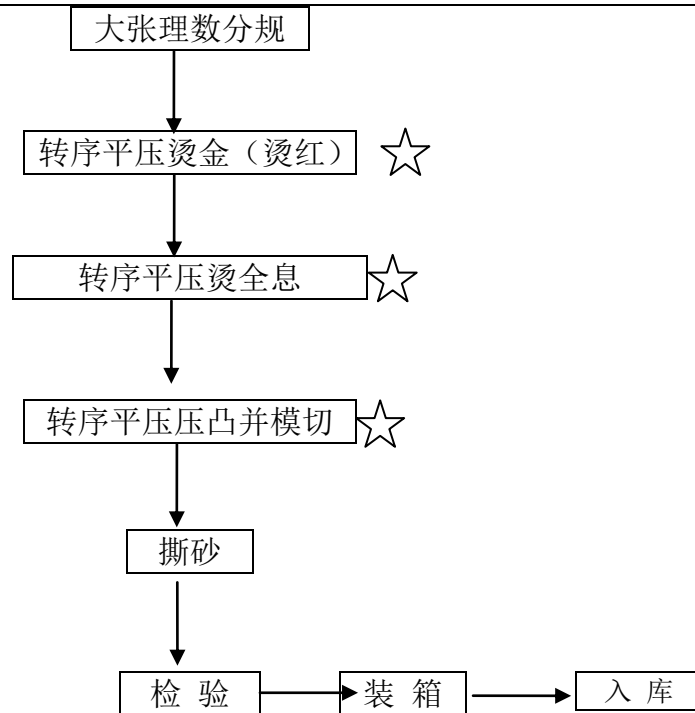 大张理数分规
转序平压烫金（烫红）
转序平压烫全息
转序平压压凸并模切
撕砂
检 验
装 箱
入 库